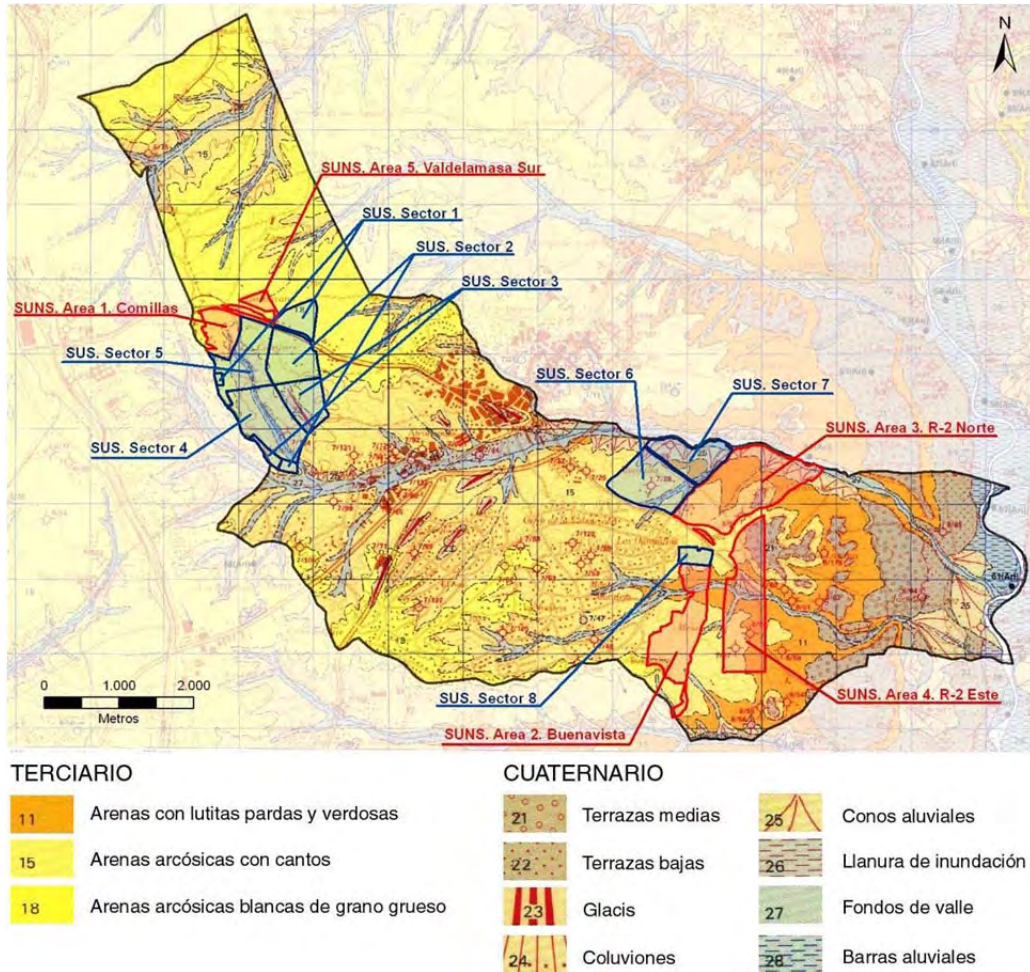 N
SUNS. Area 5. Valdelamasa Sur
SUS. Sector 1
SUS. Sector 2
SUS. Sector 3
SUNS. Area 1. Comillas
SUS. Sector 5
SUS. Sector 4
SUS. Sector 6
SUS. Sector 7
SUNS. Area 3. R-2 Norte
SUS. Sector 8
SUNS. Area 4. R-2 Este
SUNS. Area 2. Buenavista
0 1.000 2.000
Metros
TERCIARIO
11 Arenas con lutitas pardas y verdosas
15 Arenas arcósicas con cantos
18 Arenas arcósicas blancas de grano grueso
CUATERNARIO
21 Terrazas medias
22 Terrazas bajas
23 Glacis
24 Coluviones
25 Conos aluviales
26 Llanura de inundación
27 Fondos de valle
28 Barras aluviales